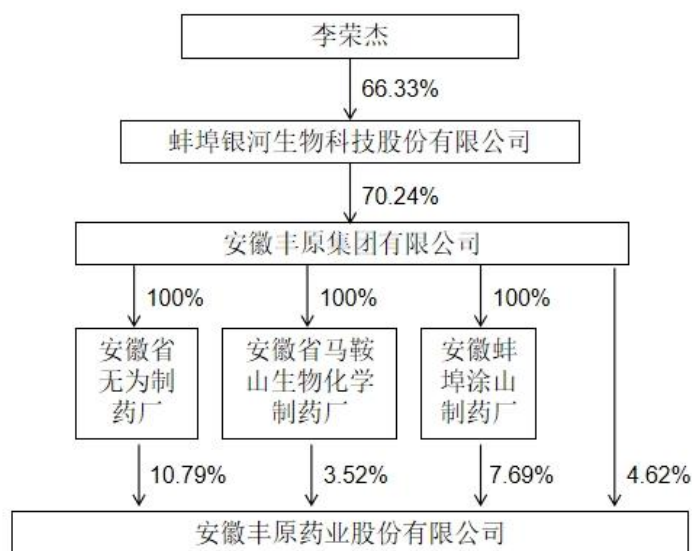 李荣杰
66.33%
蚌埠银河生物科技股份有限公司
70.24%
安徽丰原集团有限公司
100%
100%
100%
安徽省
无为制
药厂
安徽省马鞍
山生物化学
制药厂
安徽蚌
埠涂山
制药厂
10.79%
3.52%
7.69%
4.62%
安徽丰原药业股份有限公司